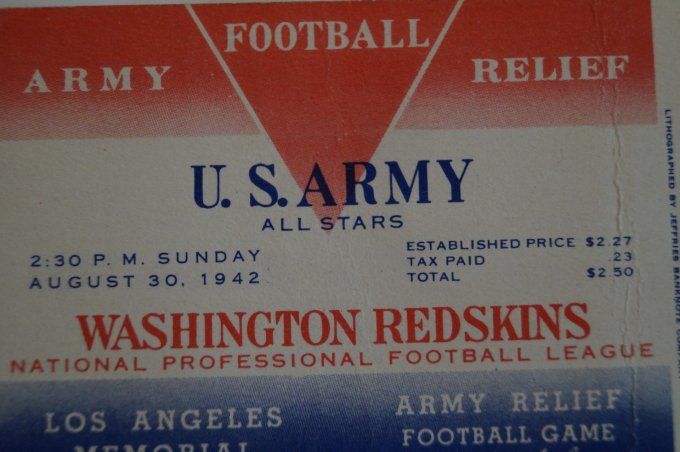 FOOTBALL
ARMY RELIEF
U. S. ARMY
ALL STARS
2:30 P. M. SUNDAY
AUGUST 30, 1942
ESTABLISHED PRICE $2.27
TAX PAID .23
TOTAL $2.50
WASHINGTON REDSKINS
NATIONAL PROFESSIONAL FOOTBALL LEAGUE
LOS ANGELES
MEMORIAL
ARMY RELIEF
FOOTBALL GAME
LITHOGRAPHED BY JEFFRIES BANKNOTE